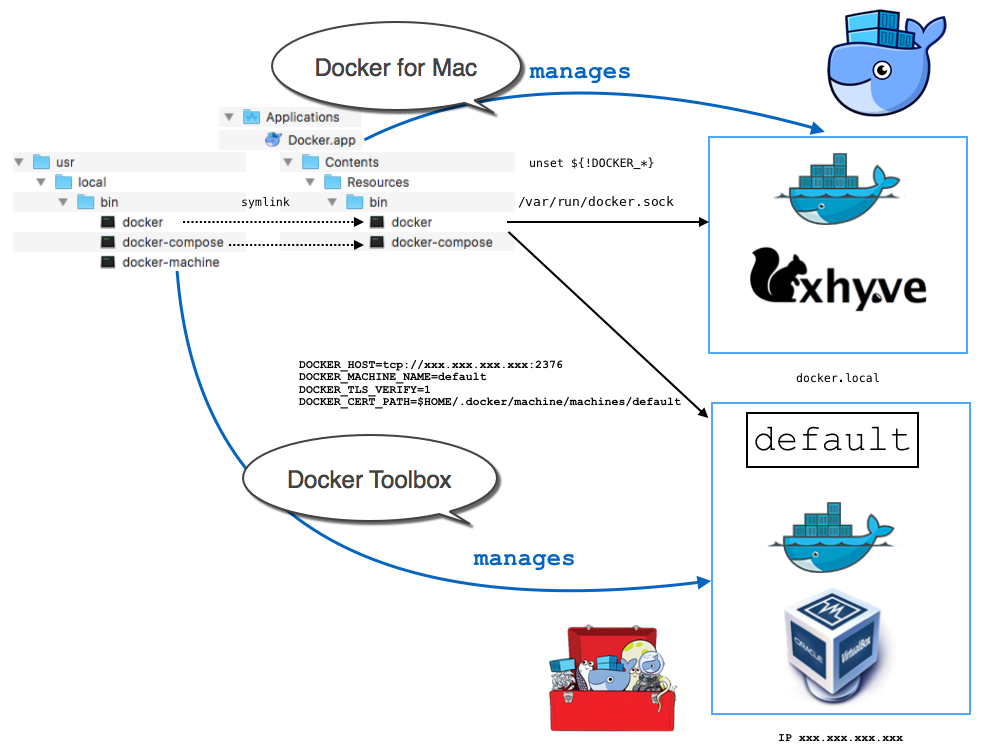 Docker for Mac
manages
Applications
Docker.app
usr
Contents
unset ${!DOCKER_*}
local
Resources
bin
symlink
bin
/var/run/docker.sock
docker
docker
docker-compose
docker-compose
docker-machine
xhyve
DOCKER_HOST=tcp://xxx.xxx.xxx.xxx:2376
DOCKER_MACHINE_NAME=default
DOCKER_TLS_VERIFY=1
DOCKER_CERT_PATH=$HOME/.docker/machine/machines/default
docker.local
default
Docker Toolbox
manages
ORACLE
VirtualBox
IP xxx.xxx.xxx.xxx